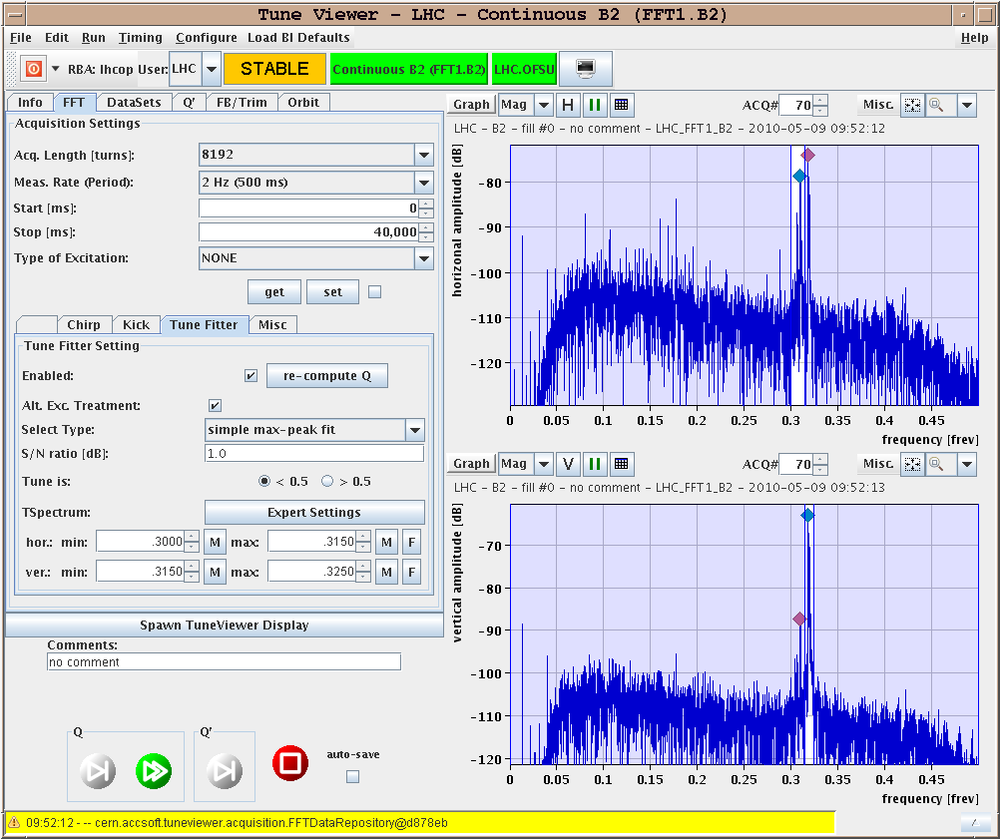 Tune Viewer - LHC - Continuous B2 (FFT1.B2)
File Edit Run Timing Configure Load BI Defaults Help
RBA: lhcop User: LHC STABLE Continuous B2 (FFT1.B2) LHC.OFSU
Info FFT DataSets Q' FB/Trim Orbit
Acquisition Settings
Acq. Length [turns]: 8192
Meas. Rate (Period): 2 Hz (500 ms)
Start [ms]: 0
Stop [ms]: 40,000
Type of Excitation: NONE
get set
Chirp Kick Tune Fitter Misc
Tune Fitter Setting
Enabled: re-compute Q
Alt. Exc. Treatment:
Select Type: simple max-peak fit
S/N ratio [dB]: 1.0
Tune is: < 0.5 > 0.5
TSpectrum: Expert Settings
hor.: min: .3000 M max: .3150 M F
ver.: min: .3150 M max: .3250 M F
Spawn TuneViewer Display
Comments:
no comment
Q Q'
auto-save
Graph Mag H ACQ# 70 Misc.
LHC - B2 - fill #0 - no comment - LHC_FFT1_B2 - 2010-05-09 09:52:12
horizonal amplitude [dB]
-80
-90
-100
-110
-120
0 0.05 0.1 0.15 0.2 0.25 0.3 0.35 0.4 0.45
frequency [frev]
Graph Mag V ACQ# 70 Misc.
LHC - B2 - fill #0 - no comment - LHC_FFT1_B2 - 2010-05-09 09:52:13
vertical amplitude [dB]
-70
-80
-90
-100
-110
-120
0 0.05 0.1 0.15 0.2 0.25 0.3 0.35 0.4 0.45
frequency [frev]
09:52:12 - -- cern.accsoft.tuneviewer.acquisition.FFTDataRepository@d878eb